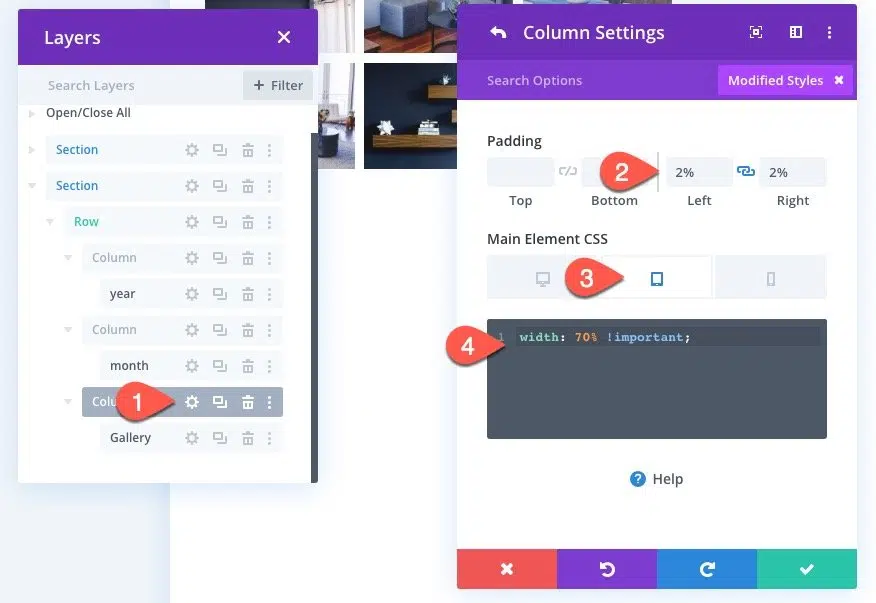 Layers
Search Layers
+ Filter
Open/Close All
Section
Section
Row
Column
year
Column
month
1
Gallery
Column Settings
Search Options
Modified Styles
Padding
2
2%
2%
Top
Bottom
Left
Right
Main Element CSS
3
4
1 width: 70% !important;
? Help